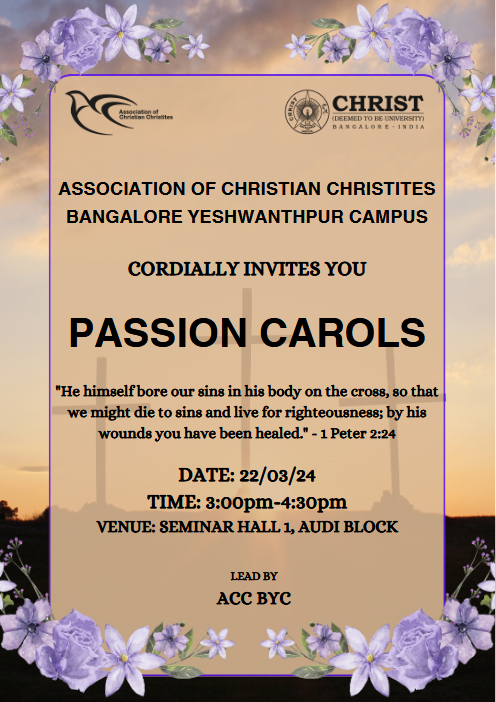 Association of
Christian Christites
CHRIST
(DEEMED TO BE UNIVERSITY)
BANGALORE · INDIA
ASSOCIATION OF CHRISTIAN CHRISTITES
BANGALORE YESHWANTHPUR CAMPUS
CORDIALLY INVITES YOU
PASSION CAROLS
"He himself bore our sins in his body on the cross, so that
we might die to sins and live for righteousness; by his
wounds you have been healed." - 1 Peter 2:24
DATE: 22/03/24
TIME: 3:00pm-4:30pm
VENUE: SEMINAR HALL 1, AUDI BLOCK
LEAD BY
ACC BYC